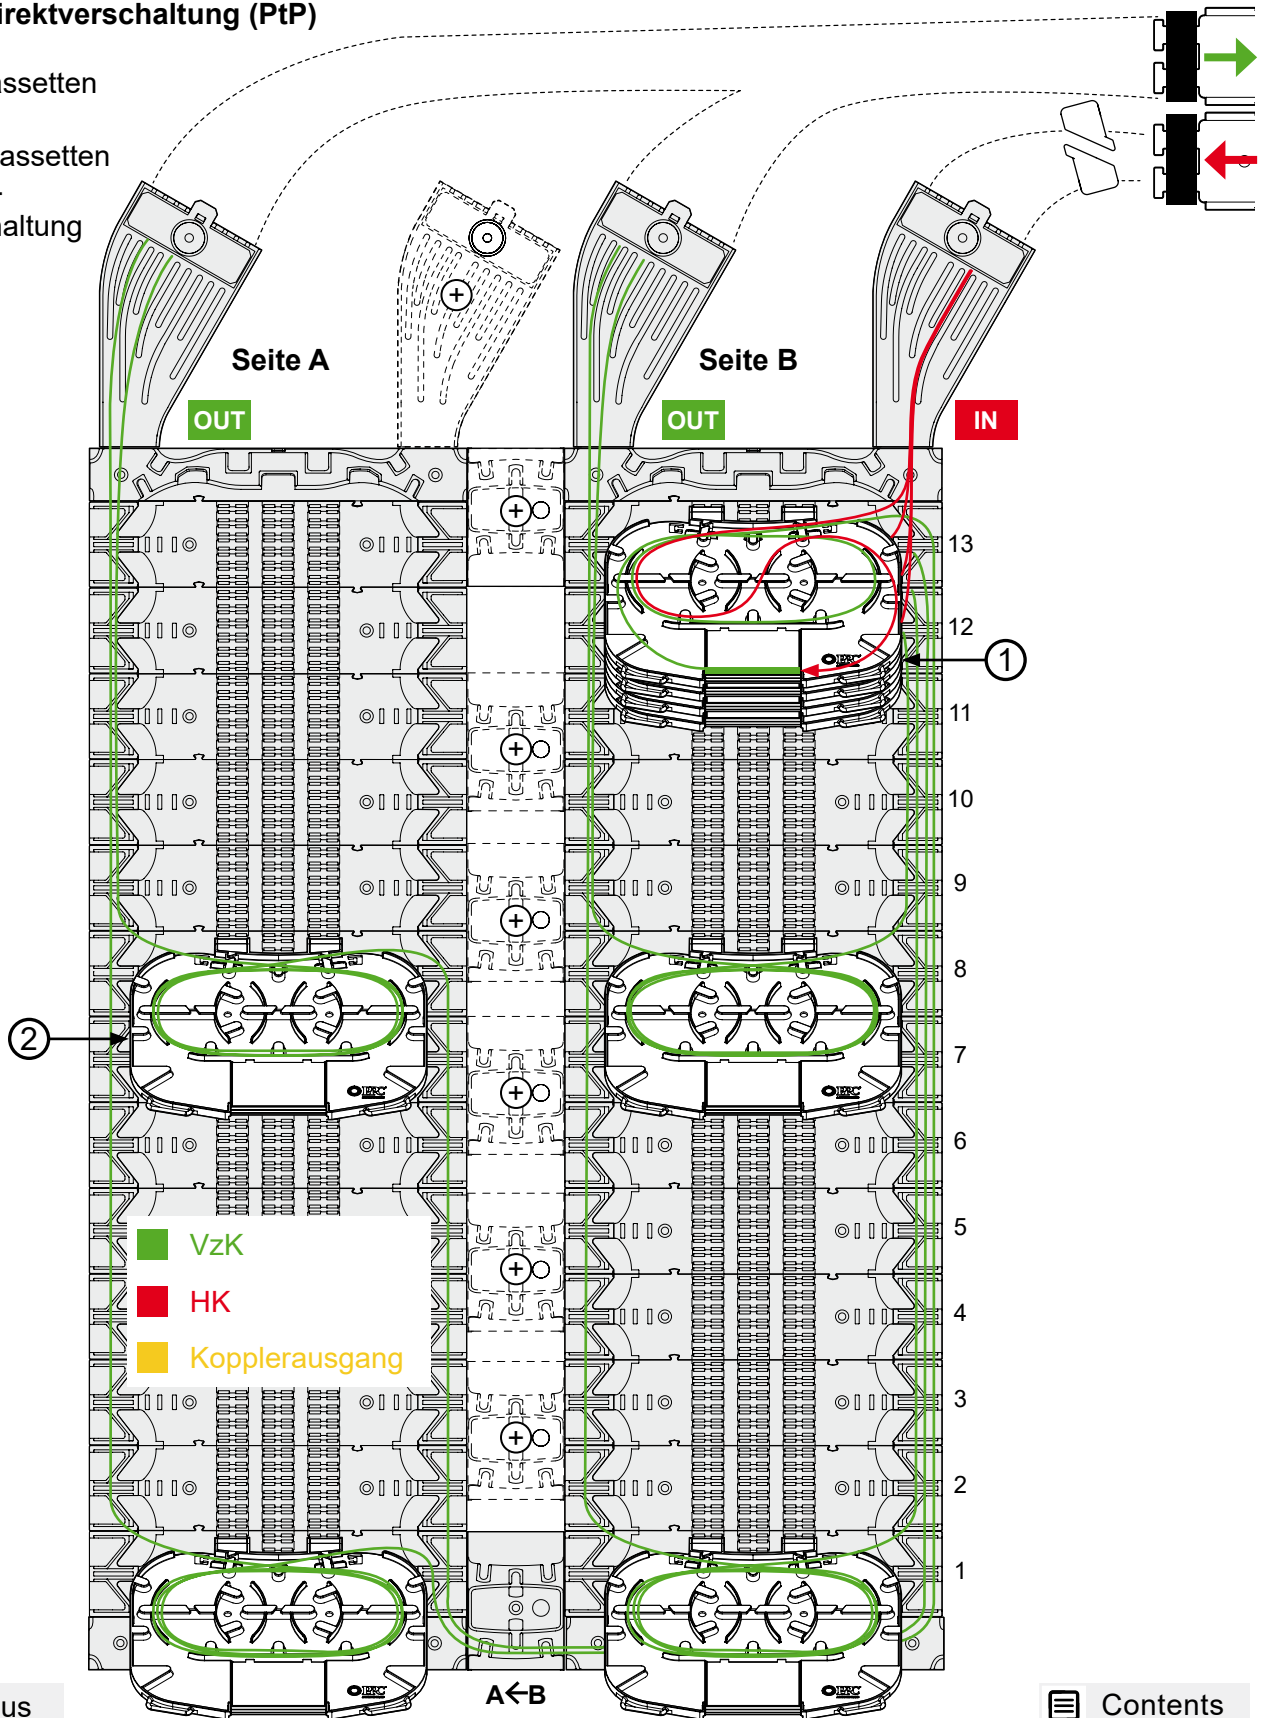 irektverschaltung (PtP)
assetten
assetten
-
altung
Seite A
Seite B
OUT
OUT
IN
13
12
1
11
10
9
8
2
7
6
5
4
3
2
1
VzK
HK
Kopplerausgang
A←B
us
Contents